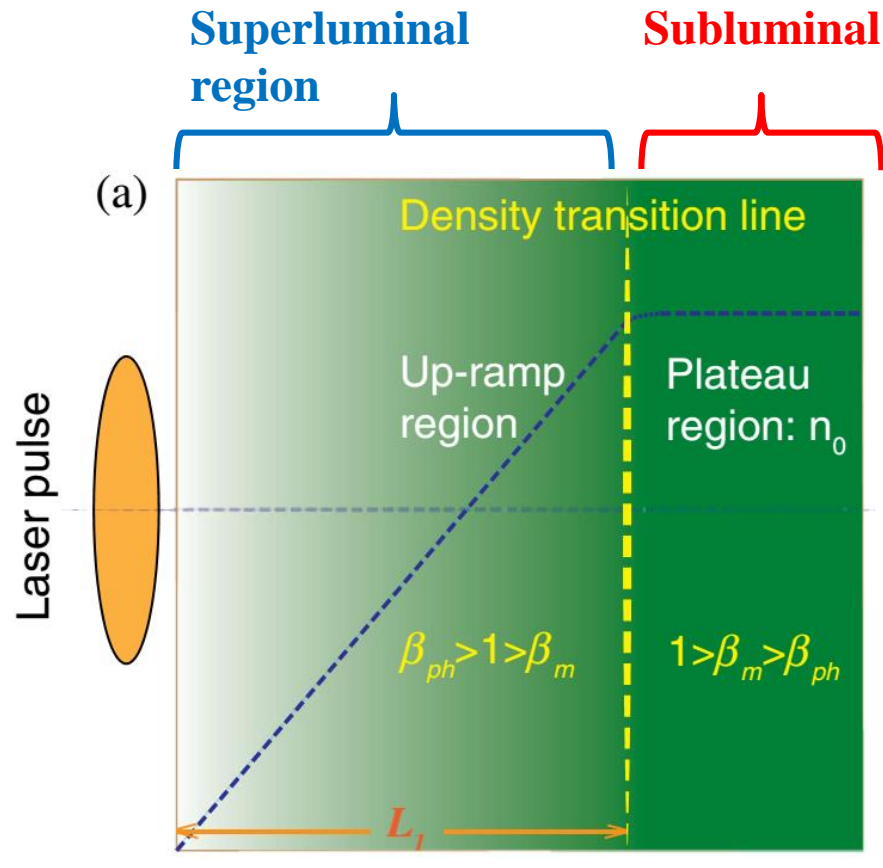 Superluminal
region
Subluminal
(a)
Density transition line
Laser pulse
Up-ramp
region
Plateau
region: n₀
βₚₕ>1>βₘ
1>βₘ>βₚₕ
L₁